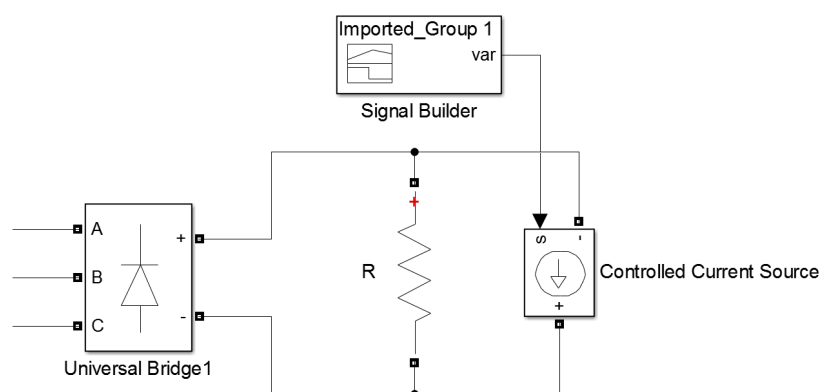 Imported_Group 1
var
Signal Builder
A
+
B
-
C
Universal Bridge1
+
R
s
-
+
Controlled Current Source